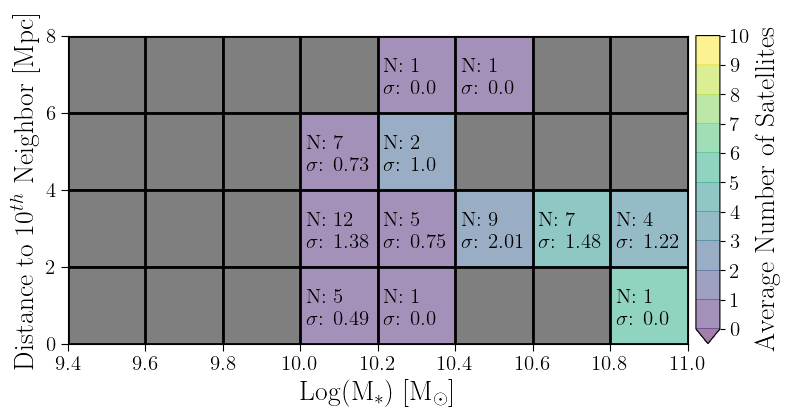 Distance to 10^{th} Neighbor [Mpc]
8
6
4
2
0
N: 1
σ: 0.0
N: 1
σ: 0.0
N: 7
σ: 0.73
N: 2
σ: 1.0
N: 12
σ: 1.38
N: 5
σ: 0.75
N: 9
σ: 2.01
N: 7
σ: 1.48
N: 4
σ: 1.22
N: 5
σ: 0.49
N: 1
σ: 0.0
N: 1
σ: 0.0
9.4 9.6 9.8 10.0 10.2 10.4 10.6 10.8 11.0
Log(M_*) [M_⊙]
10
9
8
7
6
5
4
3
2
1
0
Average Number of Satellites